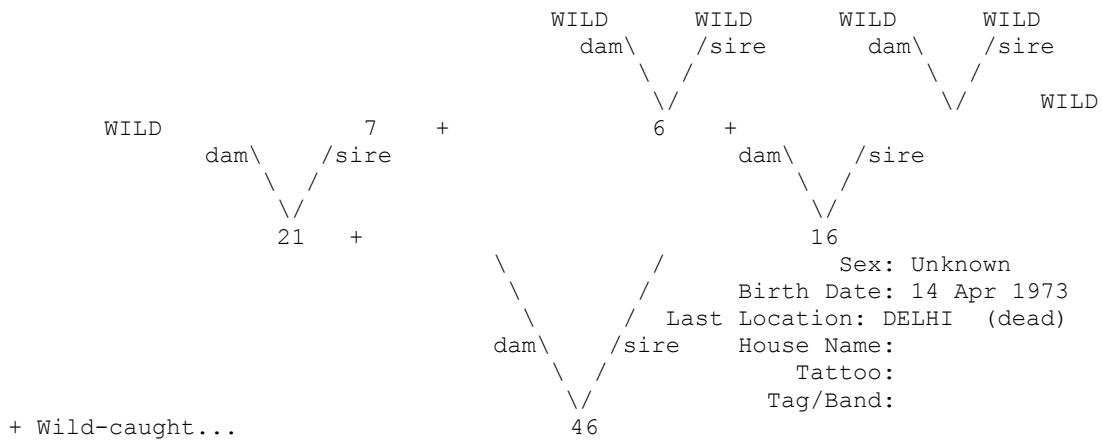 WILD WILD WILD WILD
dam\ /sire dam\ /sire
\ / \ /
\/ \/ WILD
WILD 7 + 6 +
dam\ /sire dam\ /sire
\ / \ /
\/ \/
21 + 16
\ / Sex: Unknown
\ / Birth Date: 14 Apr 1973
\ / Last Location: DELHI (dead)
dam\ /sire House Name:
\ / Tattoo:
\/ Tag/Band:
+ Wild-caught... 46